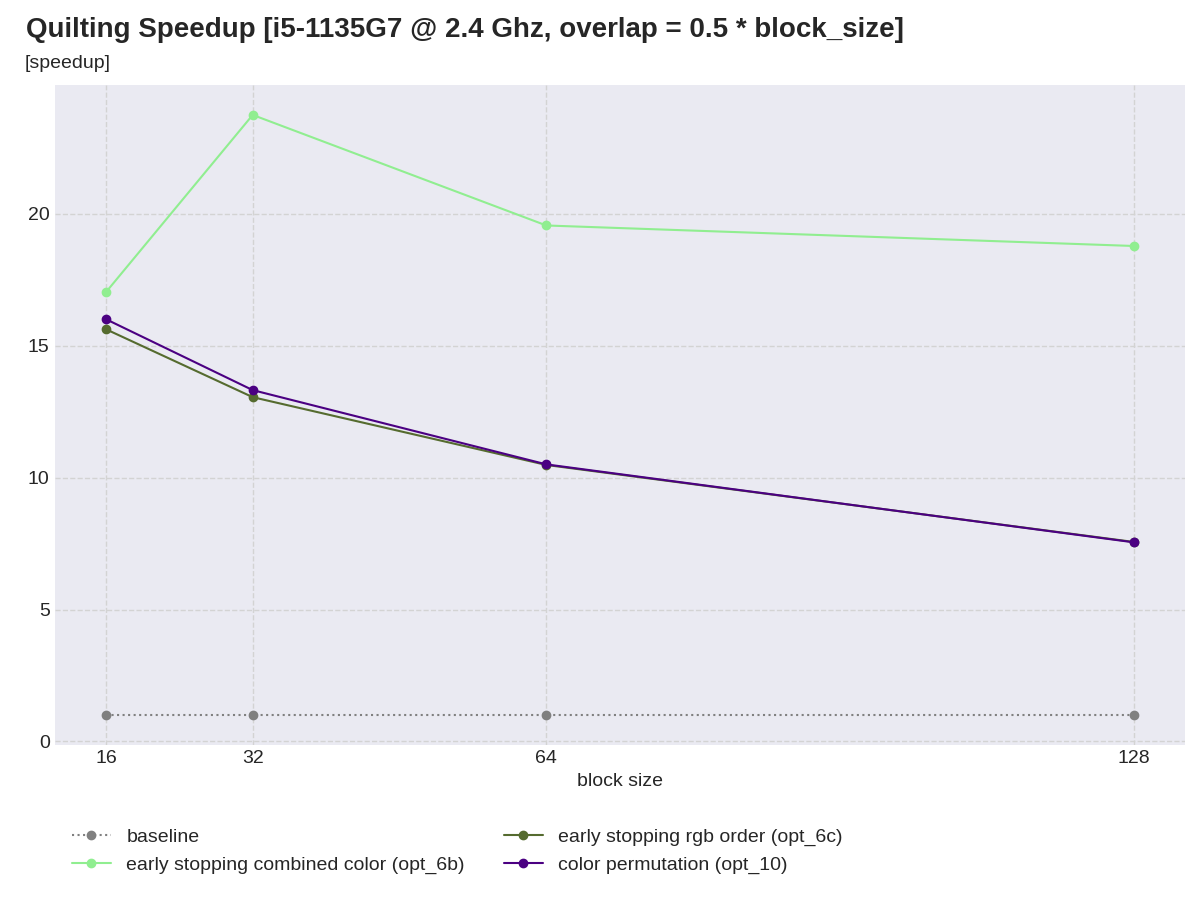 Quilting Speedup [i5-1135G7 @ 2.4 Ghz, overlap = 0.5 * block_size]
[speedup]
20
15
10
5
0
16 32 64 128
block size
baseline
early stopping combined color (opt_6b)
early stopping rgb order (opt_6c)
color permutation (opt_10)